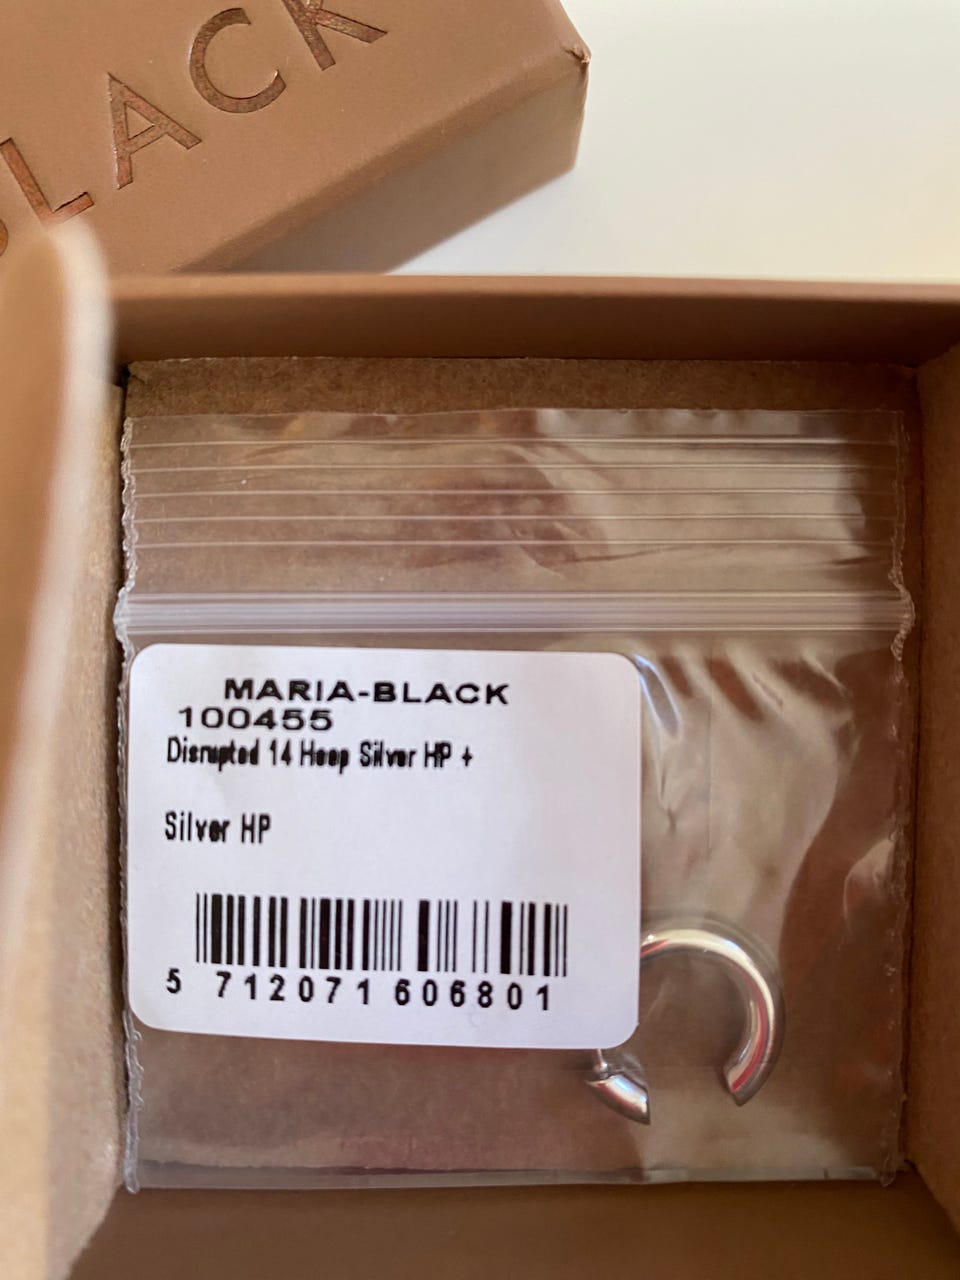 BLACK
MARIA-BLACK
100455
Disrupted 14 Hoop Silver HP +
Silver HP
5 712071 606801